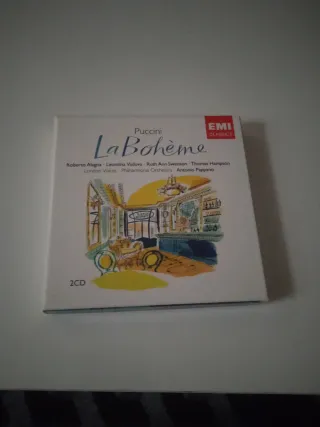 Puccini
EMI
CLASSICS
La Bohème
Roberto Alagna · Leontina Vaduva · Ruth Ann Swenson · Thomas Hampson
London Voices · Philharmonia Orchestra · Antonio Pappano
2CD